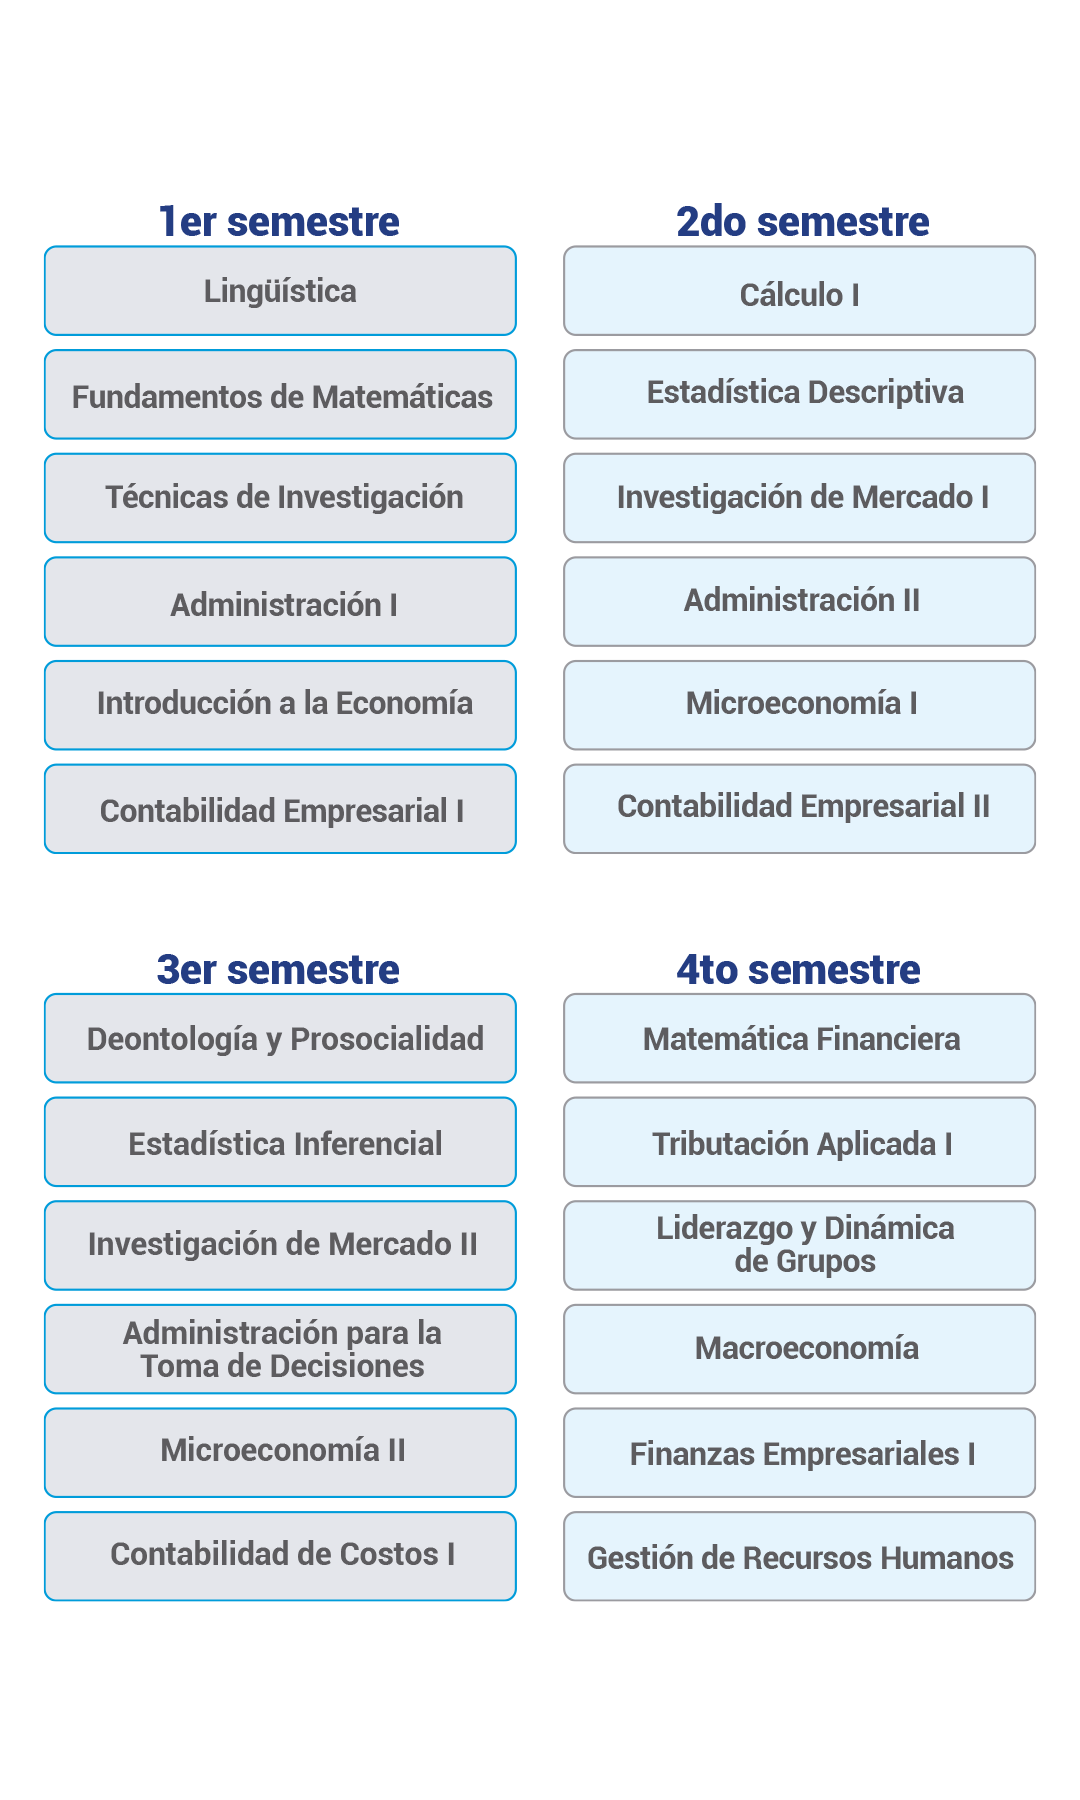 1er semestre
Lingüística
Fundamentos de Matemáticas
Técnicas de Investigación
Administración I
Introducción a la Economía
Contabilidad Empresarial I
2do semestre
Cálculo I
Estadística Descriptiva
Investigación de Mercado I
Administración II
Microeconomía I
Contabilidad Empresarial II
3er semestre
Deontología y Prosocialidad
Estadística Inferencial
Investigación de Mercado II
Administración para la
Toma de Decisiones
Microeconomía II
Contabilidad de Costos I
4to semestre
Matemática Financiera
Tributación Aplicada I
Liderazgo y Dinámica
de Grupos
Macroeconomía
Finanzas Empresariales I
Gestión de Recursos Humanos